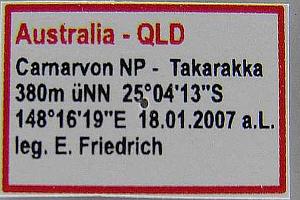 Australia - QLD
Carnarvon NP - Takarakka
380m üNN 25°04'13"S
148°16'19"E 18.01.2007 a.L.
leg. E. Friedrich